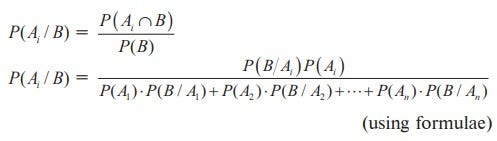 P(A_i / B) = P(A_i ∩ B) / P(B)
P(A_i / B) = P(B/A_i)P(A_i) / P(A_1)·P(B / A_1)+P(A_2)·P(B / A_2)+···+P(A_n)·P(B / A_n)
(using formulae)